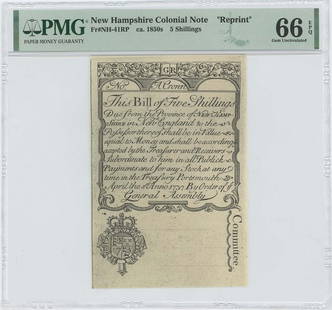 PMG
PAPER MONEY GUARANTY
New Hampshire Colonial Note "Reprint"
Fr#NH-41RP ca. 1850s 5 Shillings
66 EPQ
Gem Uncirculated
GR
No
A Crown
This Bill of Five Shillings
Due from the Province of New Hamp
shire in New England to the
Possessor thereof shall be in Value
equal to Money and shall be according
accepted by the Treasurer and Receivers
Subordinate to him in all Publick
Payments and for any Stock at any
time in the Treasury Portsmouth
April the 1 Anno 1737 By Order of
General Assembly
Committee